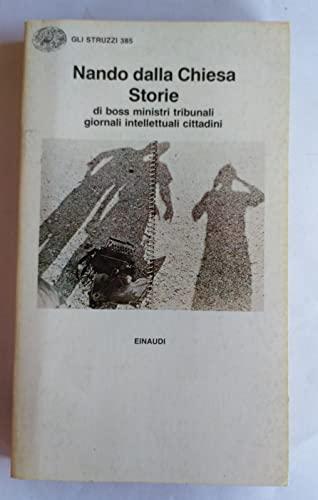 GLI STRUZZI 385
Nando dalla Chiesa
Storie
di boss ministri tribunali
giornali intellettuali cittadini
EINAUDI